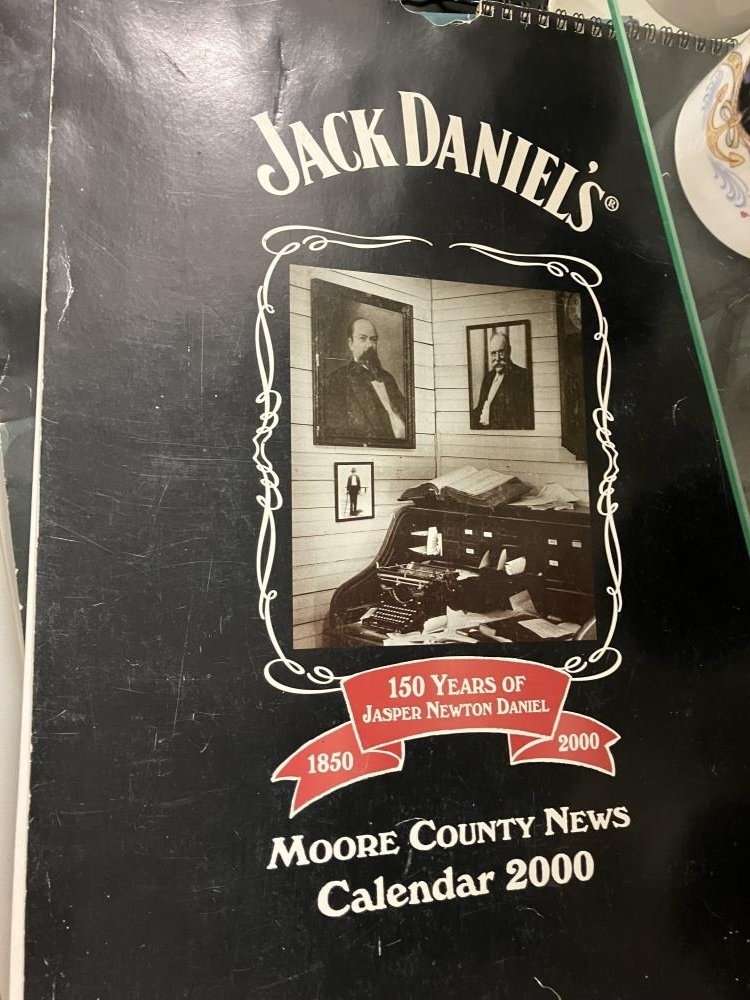 JACK DANIEL'S®
150 YEARS OF
JASPER NEWTON DANIEL
1850
2000
MOORE COUNTY NEWS
Calendar 2000